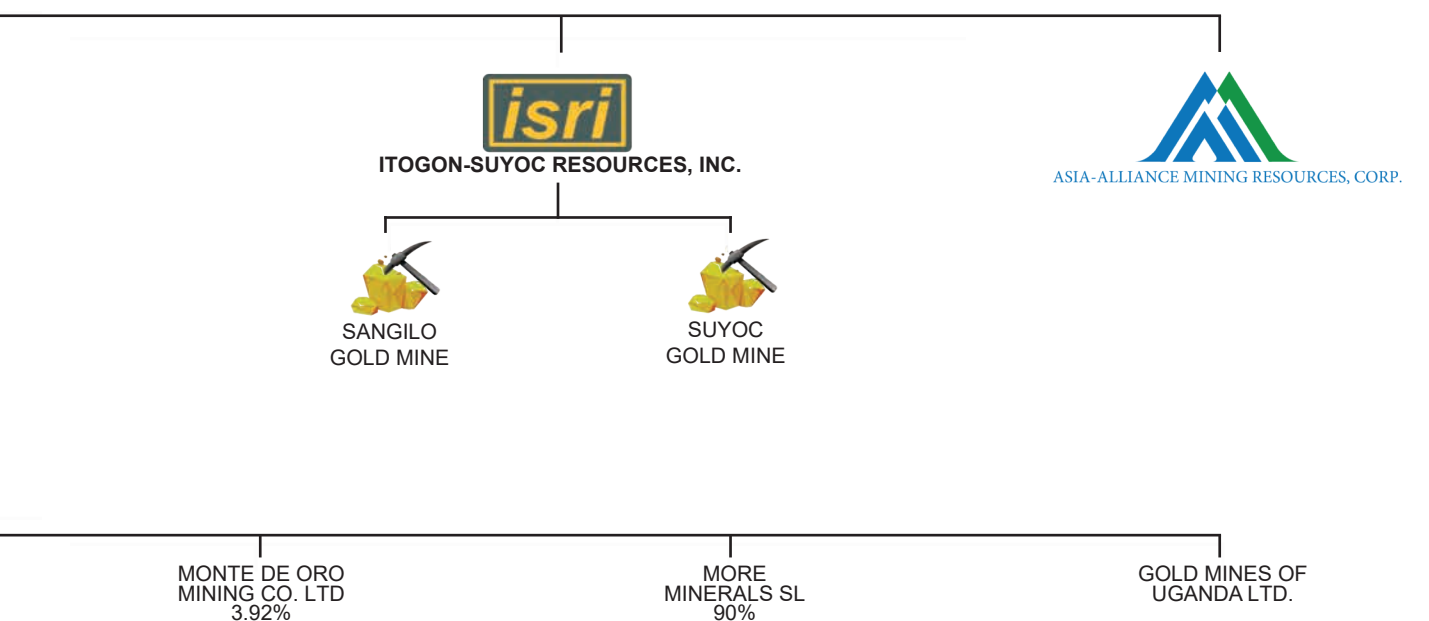 isri
ITOGON-SUYOC RESOURCES, INC.
ASIA-ALLIANCE MINING RESOURCES, CORP.
SANGILO
GOLD MINE
SUYOC
GOLD MINE
MONTE DE ORO
MINING CO. LTD
3.92%
MORE
MINERALS SL
90%
GOLD MINES OF
UGANDA LTD.